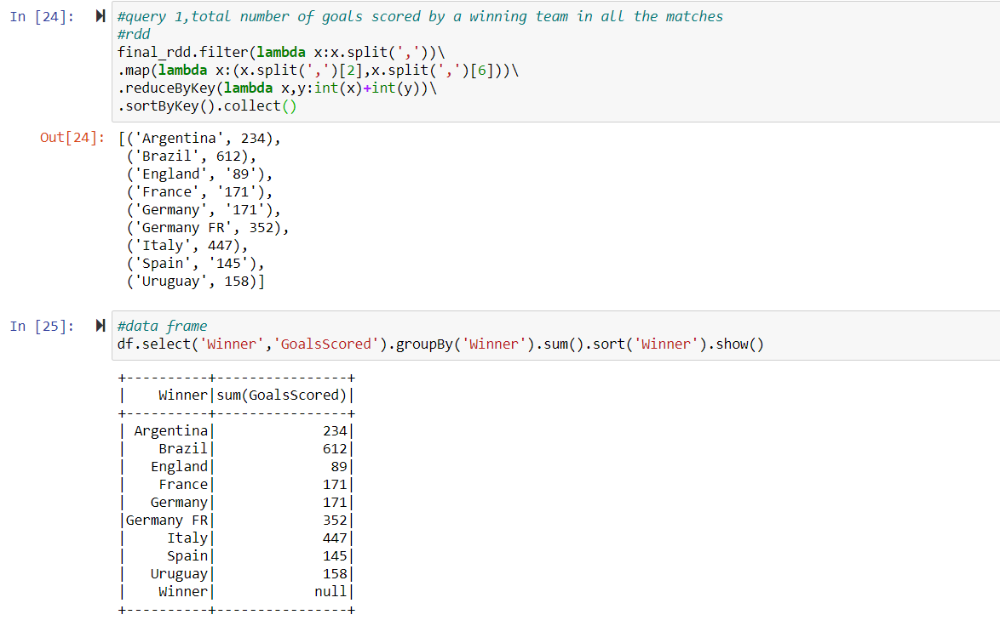 In [24]: #query 1,total number of goals scored by a winning team in all the matches
#rdd
final_rdd.filter(lambda x:x.split(','))\
.map(lambda x:(x.split(',')[2],x.split(',')[6]))\
.reduceByKey(lambda x,y:int(x)+int(y))\
.sortByKey().collect()
Out[24]: [('Argentina', 234),
('Brazil', 612),
('England', '89'),
('France', '171'),
('Germany', '171'),
('Germany FR', 352),
('Italy', 447),
('Spain', '145'),
('Uruguay', 158)]
In [25]: #data frame
df.select('Winner','GoalsScored').groupBy('Winner').sum().sort('Winner').show()
+----------+----------------+
|    Winner|sum(GoalsScored)|
+----------+----------------+
| Argentina|             234|
|    Brazil|             612|
|   England|              89|
|    France|             171|
|   Germany|             171|
|Germany FR|             352|
|     Italy|             447|
|     Spain|             145|
|   Uruguay|             158|
|    Winner|            null|
+----------+----------------+